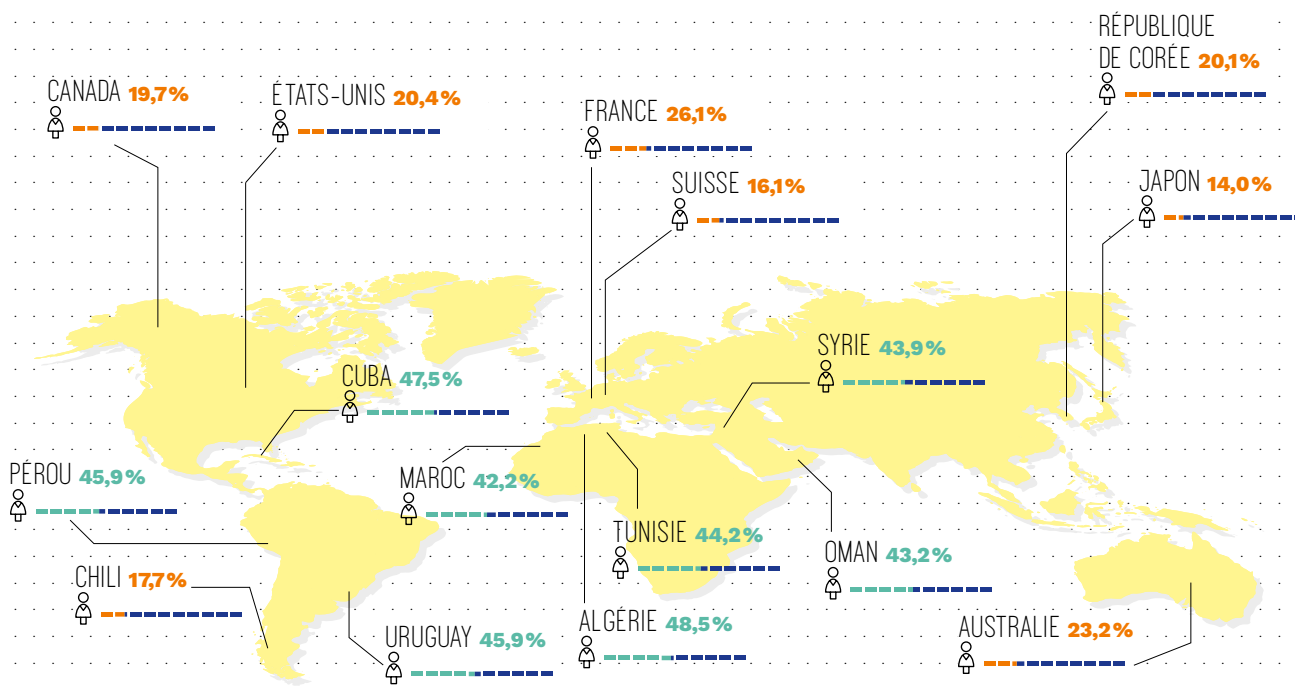 RÉPUBLIQUE
DE CORÉE 20,1%
CANADA 19,7%
ÉTATS-UNIS 20,4%
FRANCE 26,1%
SUISSE 16,1%
JAPON 14,0%
SYRIE 43,9%
CUBA 47,5%
PÉROU 45,9%
MAROC 42,2%
TUNISIE 44,2%
OMAN 43,2%
CHILI 17,7%
URUGUAY 45,9%
ALGÉRIE 48,5%
AUSTRALIE 23,2%